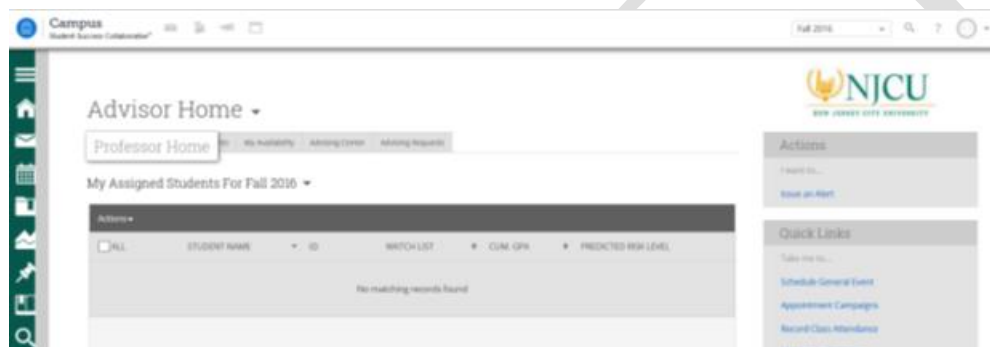 Campus
Student Success Collaborative
Fall 2016
?
NJCU
NEW JERSEY CITY UNIVERSITY
Advisor Home
Professor Home
My Availability
Advising Center
Advising Requests
My Assigned Students For Fall 2016
Actions
ALL
STUDENT NAME
ID
WATCH LIST
CUM. GPA
PREDICTED RISK LEVEL
No matching records found
Actions
I want to...
Issue an Alert
Quick Links
Take me to...
Schedule General Event
Appointment Campaigns
Record Class Attendance